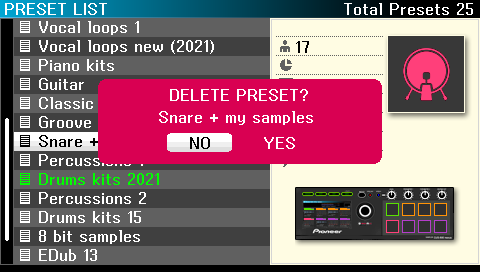 PRESET LIST
Total Presets 25
Vocal loops 1
Vocal loops new (2021)
Piano kits
Guitar
Classic
Groove
Snare +
Percussions
Drums kits 2021
Percussions 2
Drums kits 15
8 bit samples
EDub 13
17
DELETE PRESET?
Snare + my samples
NO YES
Pioneer